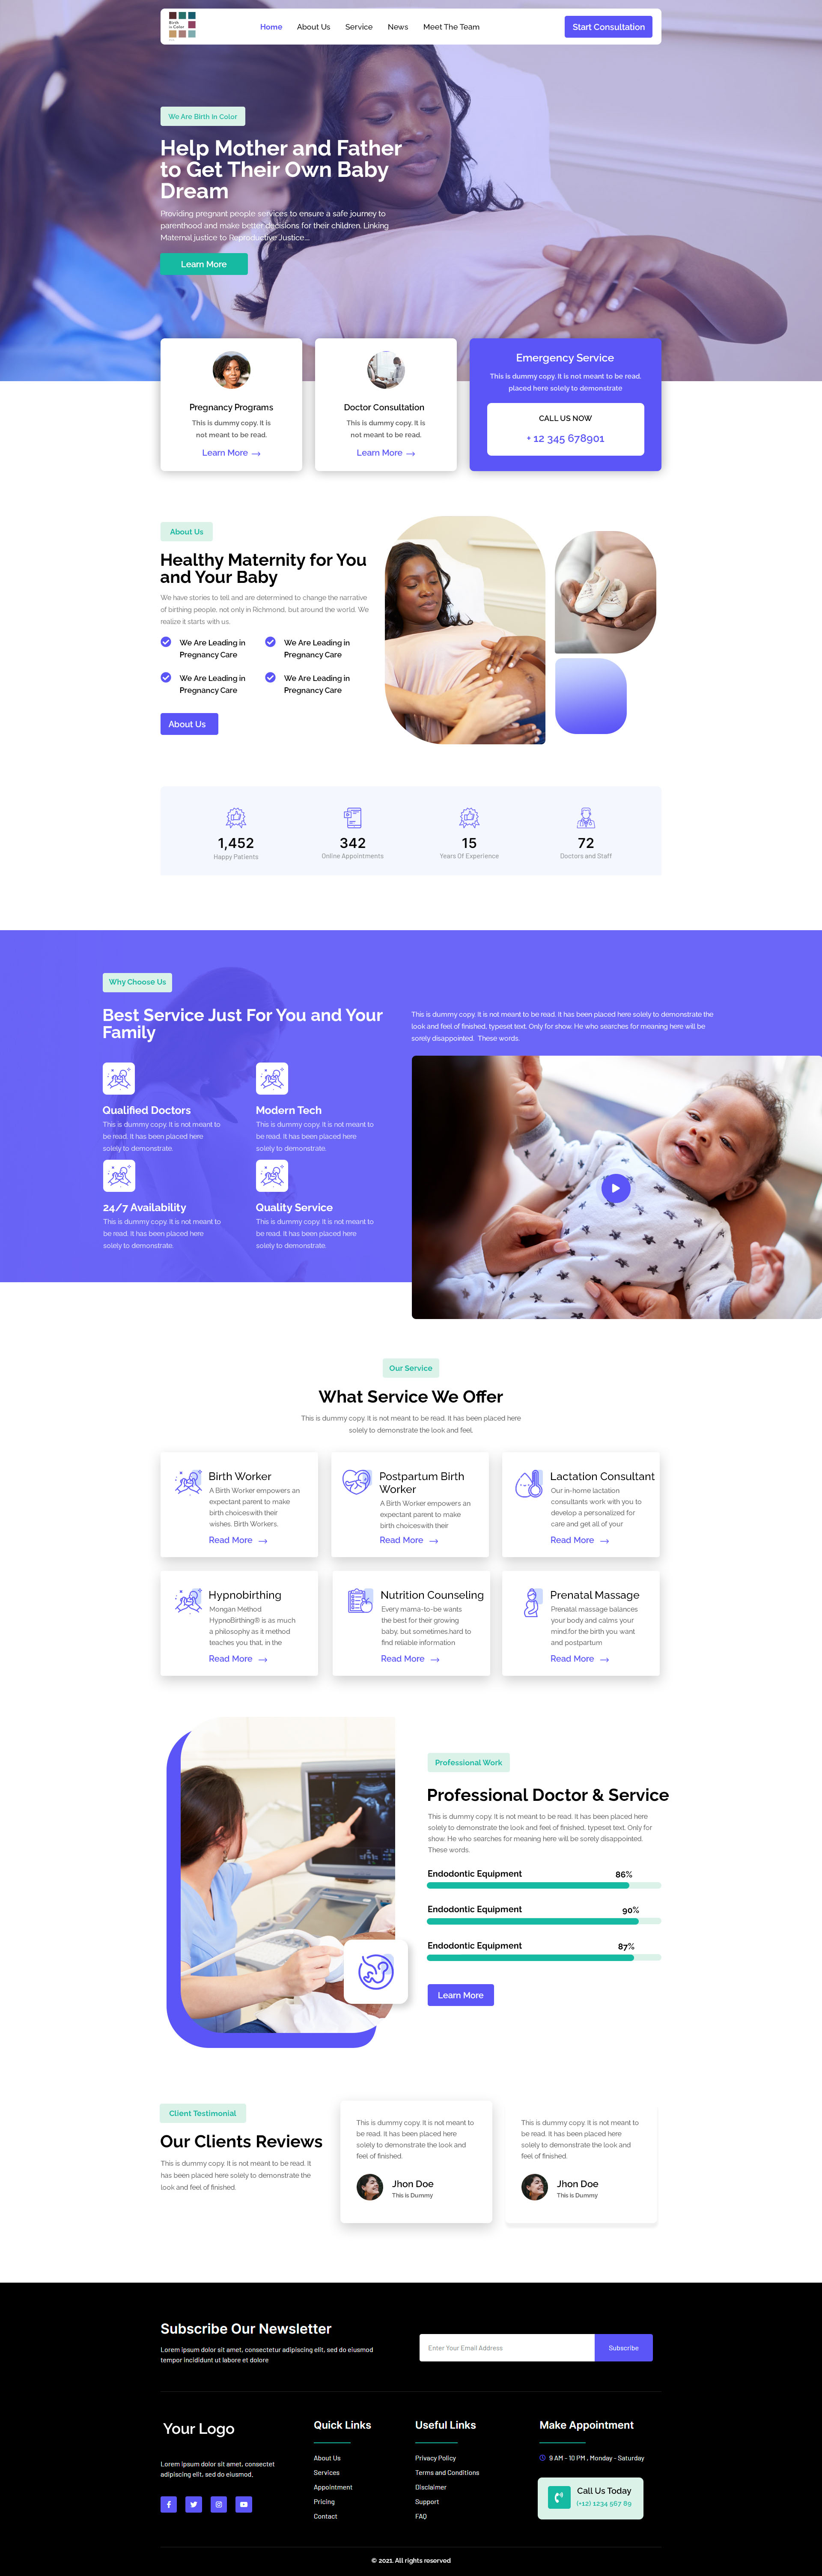 Birth
in Color
Home
About Us
Service
News
Meet The Team
Start Consultation
We Are Birth In Color
Help Mother and Father
to Get Their Own Baby
Dream
Providing pregnant people services to ensure a safe journey to
parenthood and make better decisions for their children. Linking
Maternal justice to Reproductive Justice....
Learn More
Pregnancy Programs
This is dummy copy. It is
not meant to be read.
Learn More
Doctor Consultation
This is dummy copy. It is
not meant to be read.
Learn More
Emergency Service
This is dummy copy. It is not meant to be read.
placed here solely to demonstrate
CALL US NOW
+ 12 345 678901
About Us
Healthy Maternity for You
and Your Baby
We have stories to tell and are determined to change the narrative
of birthing people, not only in Richmond, but around the world. We
realize it starts with us.
We Are Leading in
Pregnancy Care
We Are Leading in
Pregnancy Care
We Are Leading in
Pregnancy Care
We Are Leading in
Pregnancy Care
About Us
1,452
Happy Patients
342
Online Appointments
15
Years Of Experience
72
Doctors and Staff
Why Choose Us
Best Service Just For You and Your
Family
This is dummy copy. It is not meant to be read. It has been placed here solely to demonstrate the
look and feel of finished, typeset text. Only for show. He who searches for meaning here will be
sorely disappointed.  These words.
Qualified Doctors
This is dummy copy. It is not meant to
be read. It has been placed here
solely to demonstrate.
Modern Tech
This is dummy copy. It is not meant to
be read. It has been placed here
solely to demonstrate.
24/7 Availability
This is dummy copy. It is not meant to
be read. It has been placed here
solely to demonstrate.
Quality Service
This is dummy copy. It is not meant to
be read. It has been placed here
solely to demonstrate.
Our Service
What Service We Offer
This is dummy copy. It is not meant to be read. It has been placed here
solely to demonstrate the look and feel.
Birth Worker
A Birth Worker empowers an
expectant parent to make
birth choiceswith their
wishes. Birth Workers.
Read More
Postpartum Birth
Worker
A Birth Worker empowers an
expectant parent to make
birth choiceswith their
Read More
Lactation Consultant
Our in-home lactation
consultants work with you to
develop a personalized for
care and get all of your
Read More
Hypnobirthing
Mongan Method
HypnoBirthing® is as much
a philosophy as it method
teaches you that, in the
Read More
Nutrition Counseling
Every mama-to-be wants
the best for their growing
baby, but sometimes.hard to
find reliable information
Read More
Prenatal Massage
Prenatal massage balances
your body and calms your
mind.for the birth you want
and postpartum
Read More
Professional Work
Professional Doctor & Service
This is dummy copy. It is not meant to be read. It has been placed here
solely to demonstrate the look and feel of finished, typeset text. Only for
show. He who searches for meaning here will be sorely disappointed.
These words.
Endodontic Equipment
86%
Endodontic Equipment
90%
Endodontic Equipment
87%
Learn More
Client Testimonial
Our Clients Reviews
This is dummy copy. It is not meant to be read. It
has been placed here solely to demonstrate the
look and feel of finished.
This is dummy copy. It is not meant to
be read. It has been placed here
solely to demonstrate the look and
feel of finished.
Jhon Doe
This is Dummy
This is dummy copy. It is not meant to
be read. It has been placed here
solely to demonstrate the look and
feel of finished.
Jhon Doe
This is Dummy
Subscribe Our Newsletter
Lorem ipsum dolor sit amet, consectetur adipiscing elit, sed do eiusmod
tempor incididunt ut labore et dolore
Enter Your Email Address
Subscribe
Your Logo
Lorem ipsum dolor sit amet, consectet
adipiscing elit, sed do eiusmod.
Quick Links
About Us
Services
Appointment
Pricing
Contact
Useful Links
Privacy Policy
Terms and Conditions
Disclaimer
Support
FAQ
Make Appointment
9 AM - 10 PM , Monday - Saturday
Call Us Today
(+12) 1234 567 89
© 2021. All rights reserved